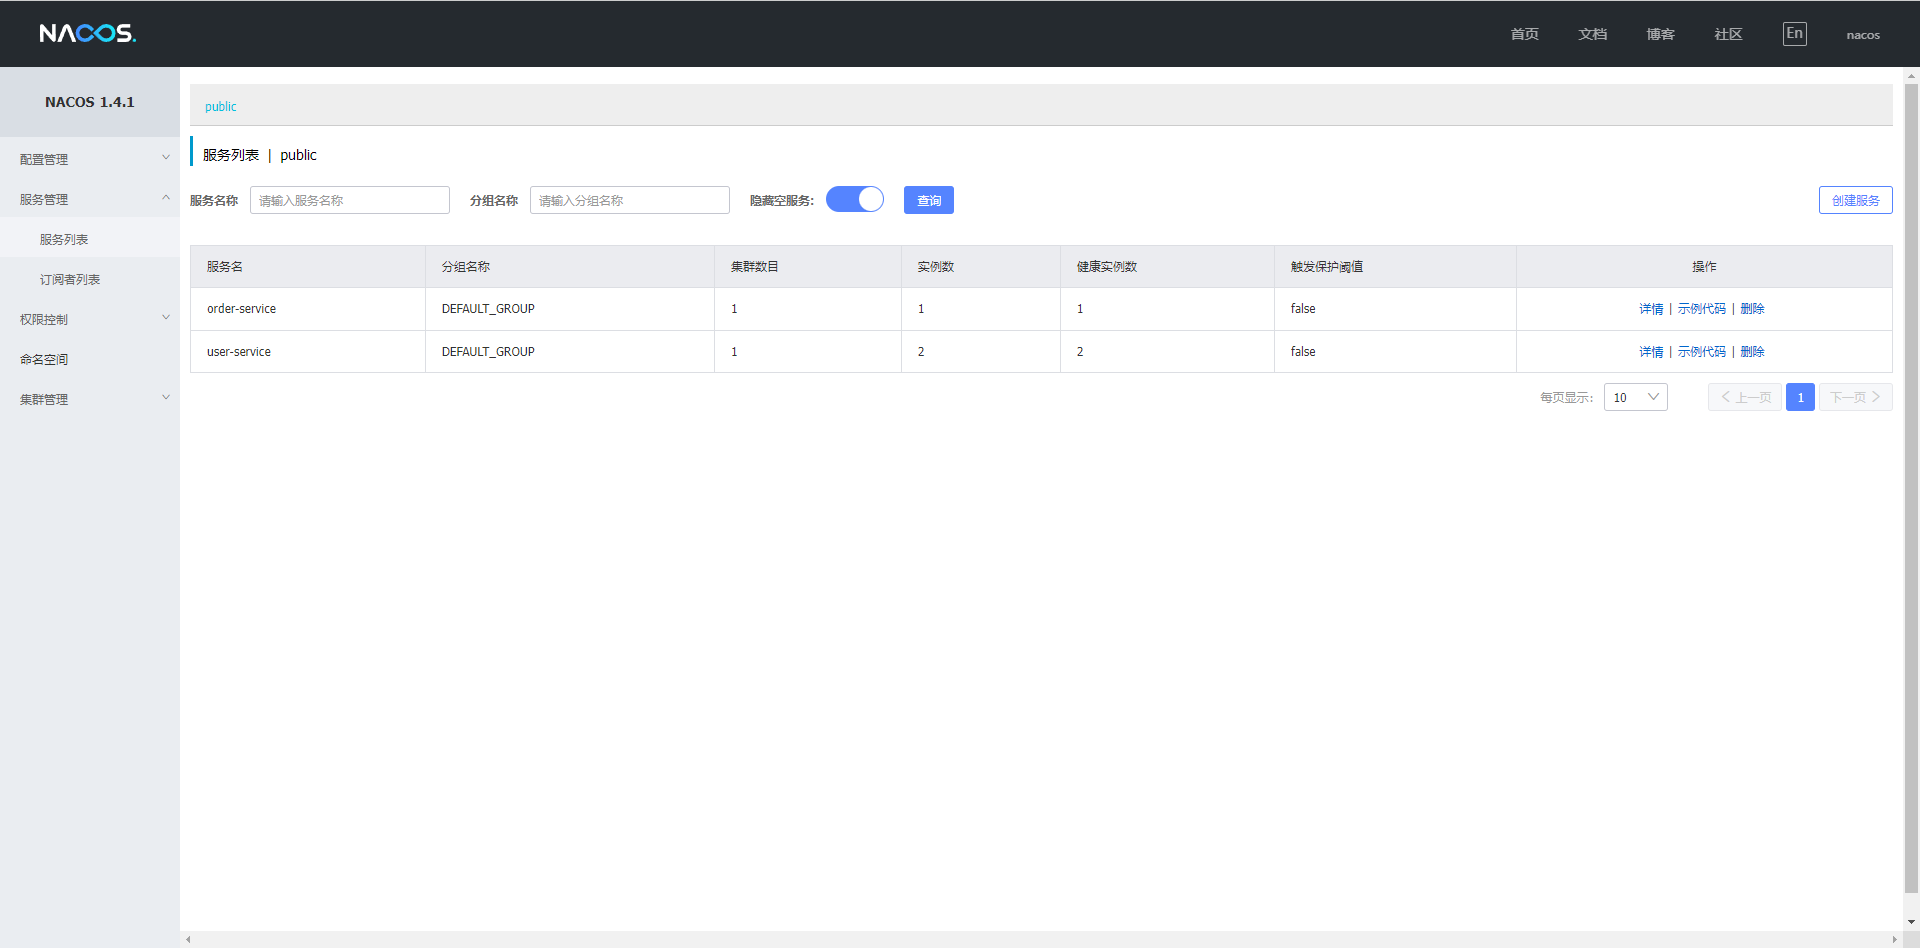 NACOS.
首页 文档 博客 社区 En nacos
NACOS 1.4.1
配置管理
服务管理
服务列表
订阅者列表
权限控制
命名空间
集群管理
public
服务列表 | public
服务名称 请输入服务名称 分组名称 请输入分组名称 隐藏空服务: 查询 创建服务
服务名 分组名称 集群数目 实例数 健康实例数 触发保护阈值 操作
order-service DEFAULT_GROUP 1 1 1 false 详情 | 示例代码 | 删除
user-service DEFAULT_GROUP 1 2 2 false 详情 | 示例代码 | 删除
每页显示: 10 上一页 1 下一页